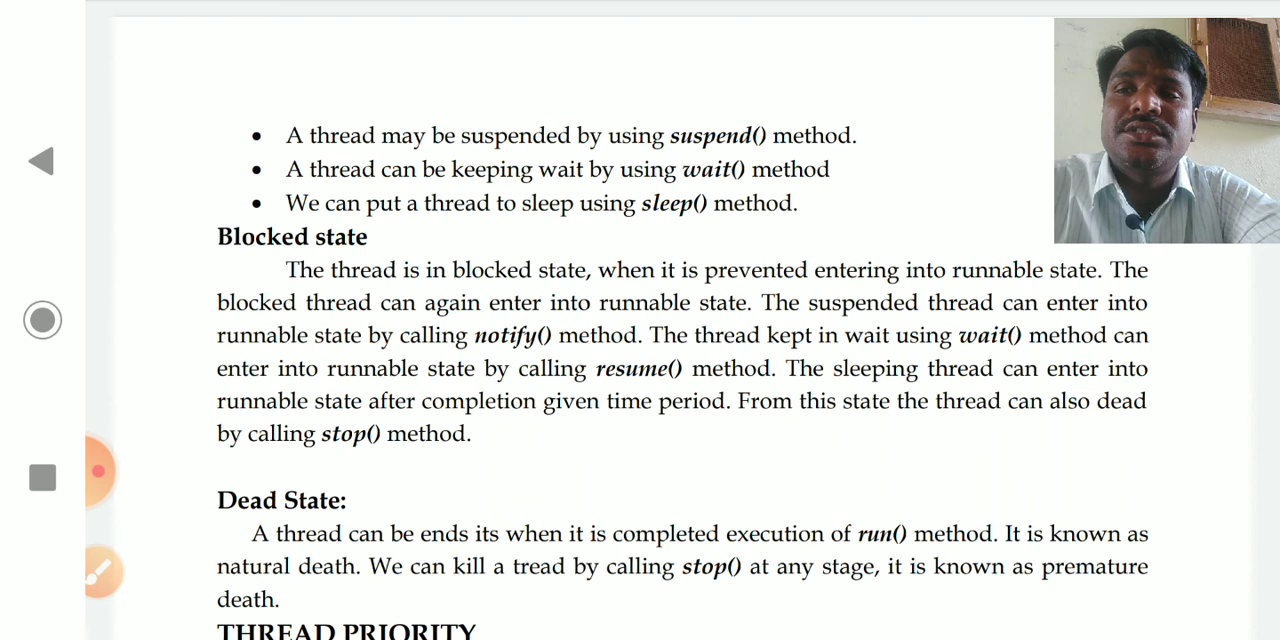 • A thread may be suspended by using suspend() method.
• A thread can be keeping wait by using wait() method
• We can put a thread to sleep using sleep() method.
Blocked state
The thread is in blocked state, when it is prevented entering into runnable state. The
blocked thread can again enter into runnable state. The suspended thread can enter into
runnable state by calling notify() method. The thread kept in wait using wait() method can
enter into runnable state by calling resume() method. The sleeping thread can enter into
runnable state after completion given time period. From this state the thread can also dead
by calling stop() method.
Dead State:
A thread can be ends its when it is completed execution of run() method. It is known as
natural death. We can kill a tread by calling stop() at any stage, it is known as premature
death.
THREAD PRIORITY